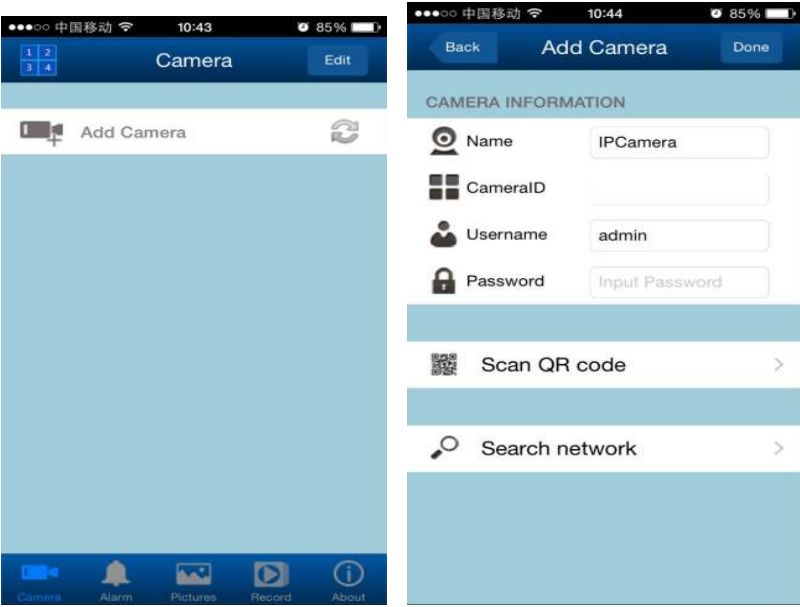 中国移动 10:43 85%
1 2
3 4
Camera
Edit
Add Camera
Camera Alarm Pictures Record About
中国移动 10:44 85%
Back
Add Camera
Done
CAMERA INFORMATION
Name IPCamera
CameraID
Username admin
Password Input Password
Scan QR code
Search network